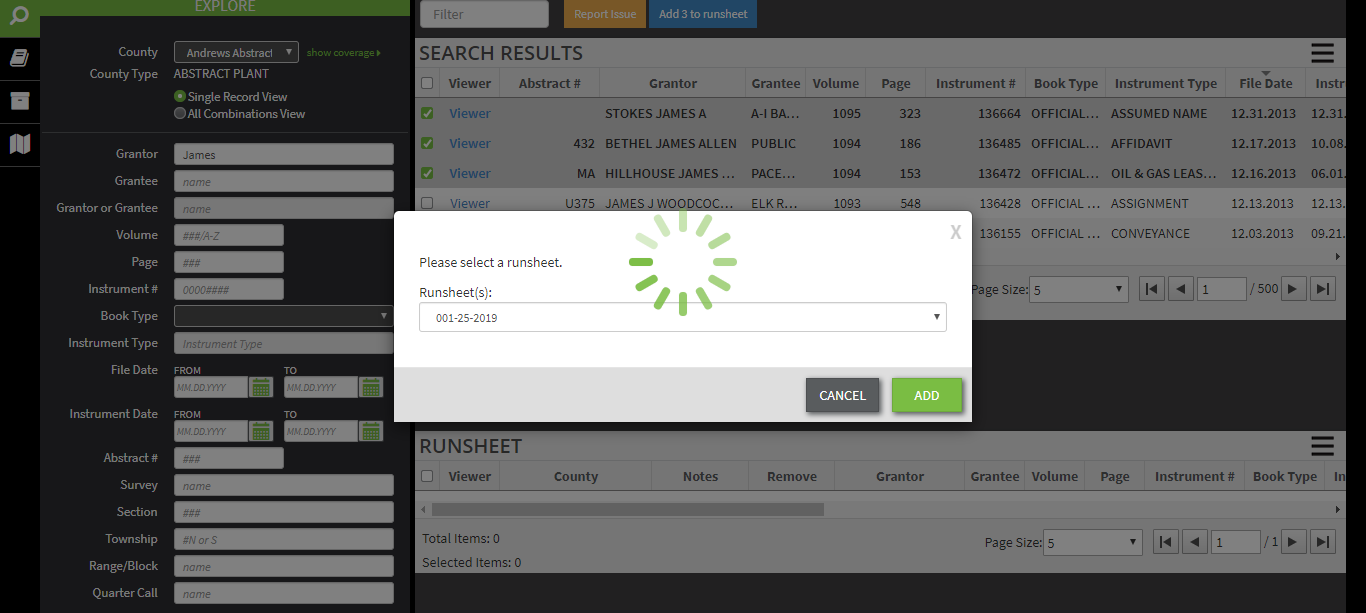 EXPLORE
County Andrews Abstract show coverage
County Type ABSTRACT PLANT
Single Record View
All Combinations View
Grantor James
Grantee name
Grantor or Grantee name
Volume ###/A-Z
Page ###
Instrument # 0000####
Book Type
Instrument Type Instrument Type
File Date FROM TO
MM.DD.YYYY MM.DD.YYYY
Instrument Date FROM TO
MM.DD.YYYY MM.DD.YYYY
Abstract # ###
Survey name
Section ###
Township #N or S
Range/Block name
Quarter Call name
Filter Report Issue Add 3 to runsheet
SEARCH RESULTS
Viewer Abstract # Grantor Grantee Volume Page Instrument # Book Type Instrument Type File Date Instr
Viewer STOKES JAMES A A-I BA... 1095 323 136664 OFFICIAL... ASSUMED NAME 12.31.2013 12.31.
Viewer 432 BETHEL JAMES ALLEN PUBLIC 1094 186 136485 OFFICIAL... AFFIDAVIT 12.17.2013 10.08.
Viewer MA HILLHOUSE JAMES ... PACE... 1094 153 136472 OFFICIAL... OIL & GAS LEAS... 12.16.2013 06.01.
Viewer U375 JAMES J WOODCOC... ELK R... 1093 548 136428 OFFICIAL ... ASSIGNMENT 12.13.2013 12.13.
136155 OFFICIAL ... CONVEYANCE 12.03.2013 09.21.
Page Size: 5 1 / 500
X
Please select a runsheet.
Runsheet(s):
001-25-2019
CANCEL ADD
RUNSHEET
Viewer County Notes Remove Grantor Grantee Volume Page Instrument # Book Type In
Total Items: 0
Selected Items: 0
Page Size: 5 1 / 1